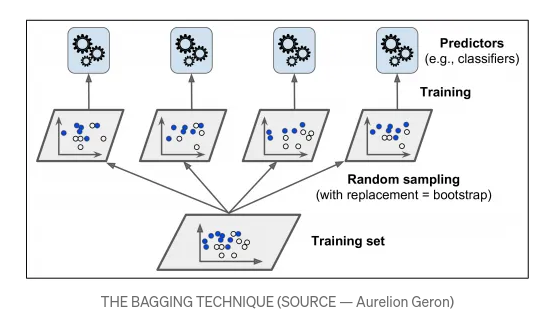 Predictors
(e.g., classifiers)
Training
Random sampling
(with replacement = bootstrap)
Training set
THE BAGGING TECHNIQUE (SOURCE — Aurelion Geron)